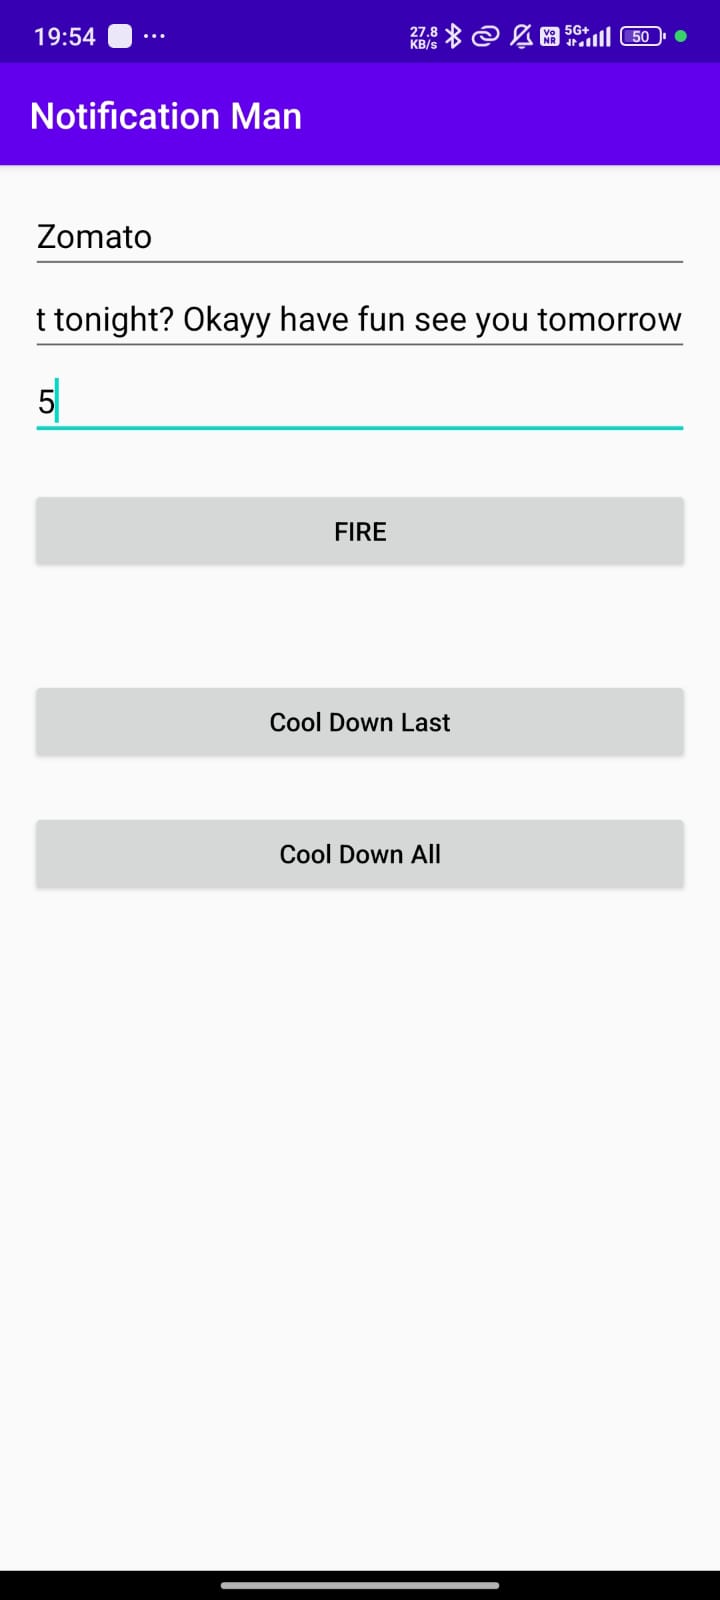 19:54 ... 27.8 KB/s Vo NR 5G+ 50
Notification Man
Zomato
t tonight? Okayy have fun see you tomorrow
5
FIRE
Cool Down Last
Cool Down All